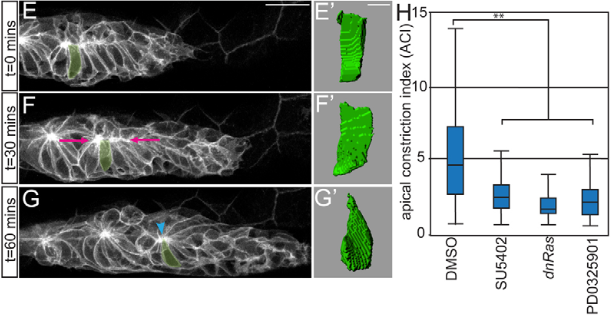 E
t=0 mins
E'
F
t=30 mins
F'
G
t=60 mins
G'
H
**
apical constriction index (ACI)
15
10
5
0
DMSO
SU5402
dnRas
PD0325901